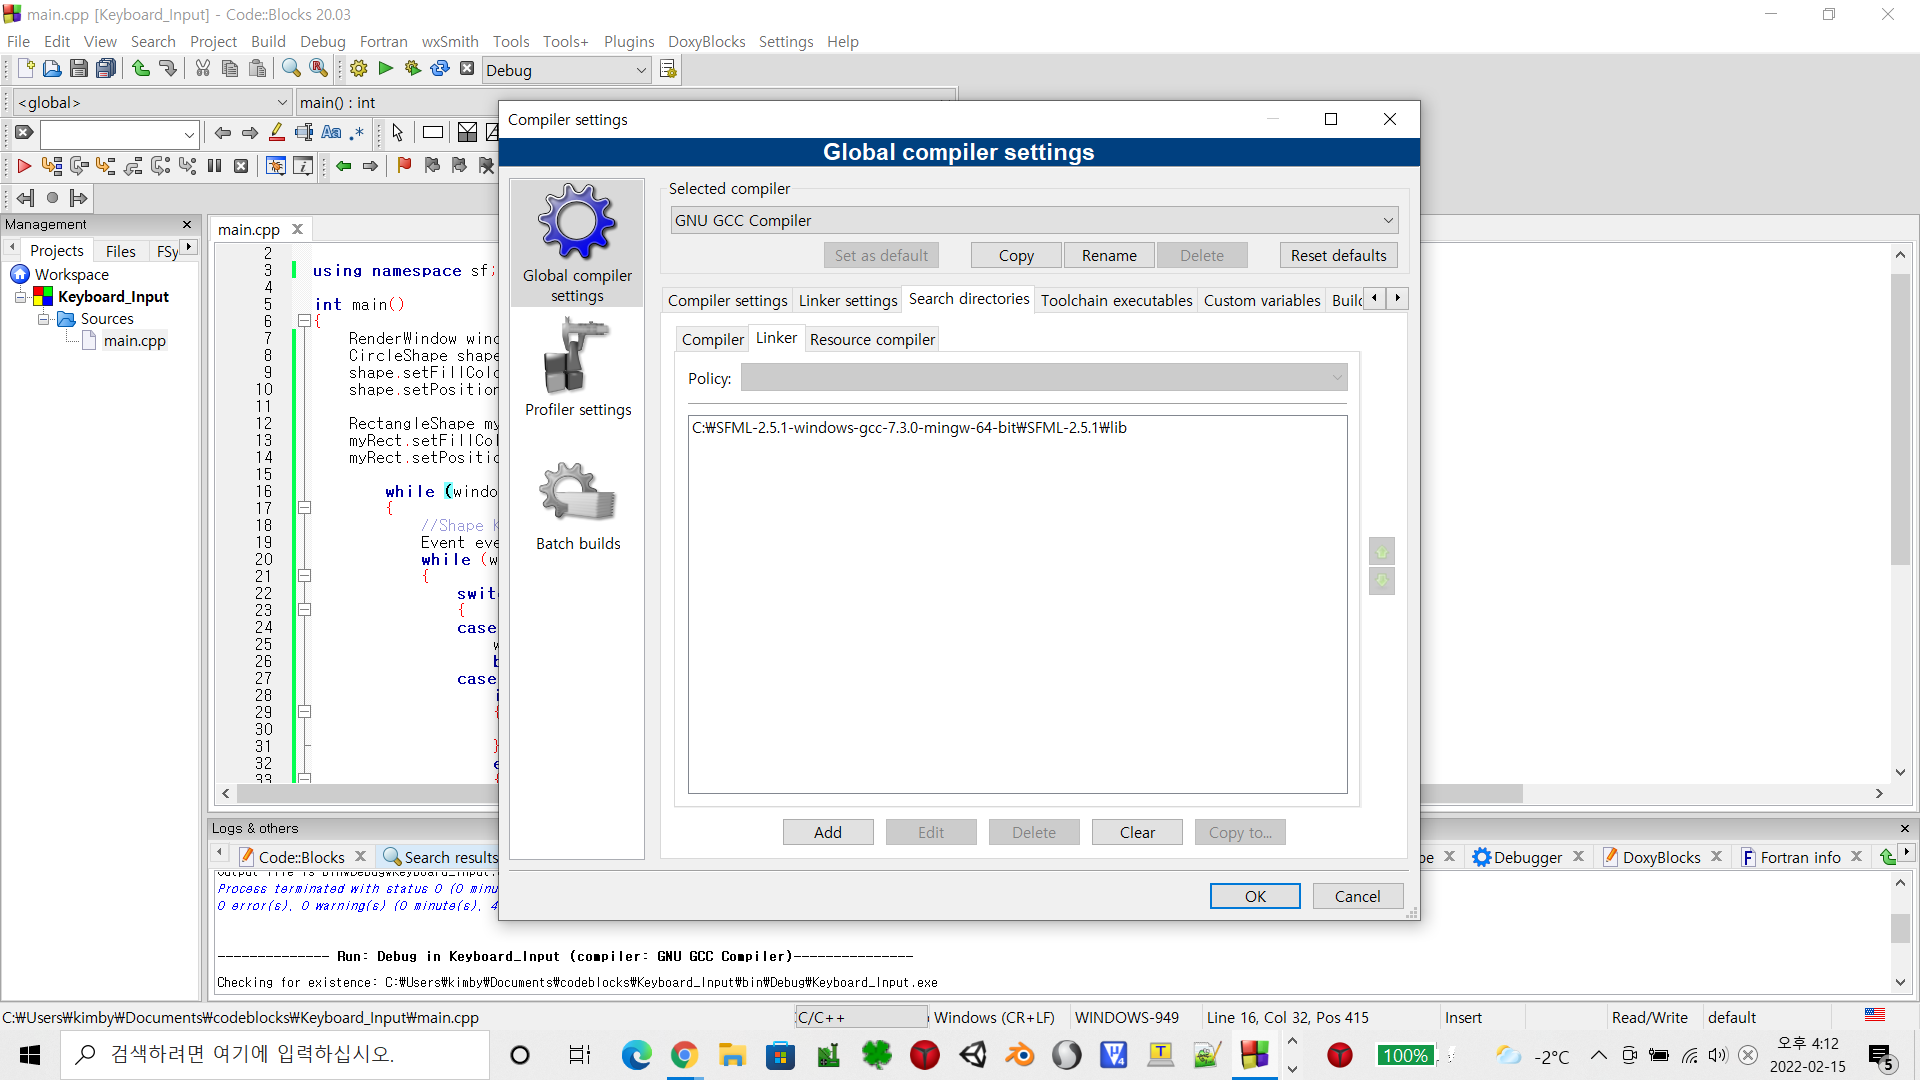 main.cpp [Keyboard_Input] - Code::Blocks 20.03
File Edit View Search Project Build Debug Fortran wxSmith Tools Tools+ Plugins DoxyBlocks Settings Help
Debug
<global>
main() : int
Aa .*
Management
Projects Files FSy
Workspace
Keyboard_Input
Sources
main.cpp
main.cpp
2
3 using namespace sf;
4
5 int main()
6 {
7 RenderWindow wind
8 CircleShape shape
9 shape.setFillColo
10 shape.setPosition
11
12 RectangleShape my
13 myRect.setFillCol
14 myRect.setPositio
15
16 while (windo
17 {
18 //Shape K
19 Event eve
20 while (w
21 {
22 swit
23 {
24 case
25 w
26 b
27 case
28 i
29 {
30
31 }
32 e
33 {
Compiler settings
Global compiler settings
Global compiler settings
Profiler settings
Batch builds
Selected compiler
GNU GCC Compiler
Set as default Copy Rename Delete Reset defaults
Compiler settings Linker settings Search directories Toolchain executables Custom variables Builc
Compiler Linker Resource compiler
Policy:
C:₩SFML-2.5.1-windows-gcc-7.3.0-mingw-64-bit₩SFML-2.5.1₩lib
Add Edit Delete Clear Copy to...
OK Cancel
Logs & others
Code::Blocks Search results
Debugger DoxyBlocks Fortran info
Output file is bin₩Debug₩Keyboard_Input.
Process terminated with status 0 (0 minu
0 error(s), 0 warning(s) (0 minute(s), 4
-------------- Run: Debug in Keyboard_Input (compiler: GNU GCC Compiler)---------------
Checking for existence: C:₩Users₩kimby₩Documents₩codeblocks₩Keyboard_Input₩bin₩Debug₩Keyboard_Input.exe
C:₩Users₩kimby₩Documents₩codeblocks₩Keyboard_Input₩main.cpp
C/C++
Windows (CR+LF) WINDOWS-949 Line 16, Col 32, Pos 415 Insert Read/Write default
검색하려면 여기에 입력하십시오.
100%
-2°C
오후 4:12
2022-02-15
5